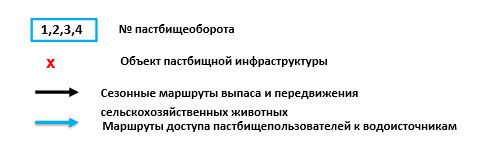 1,2,3,4 № пастбищеоборота
х Объект пастбищной инфраструктуры
Сезонные маршруты выпаса и передвижения
сельскохозяйственных животных
Маршруты доступа пастбищепользователей к водоисточникам